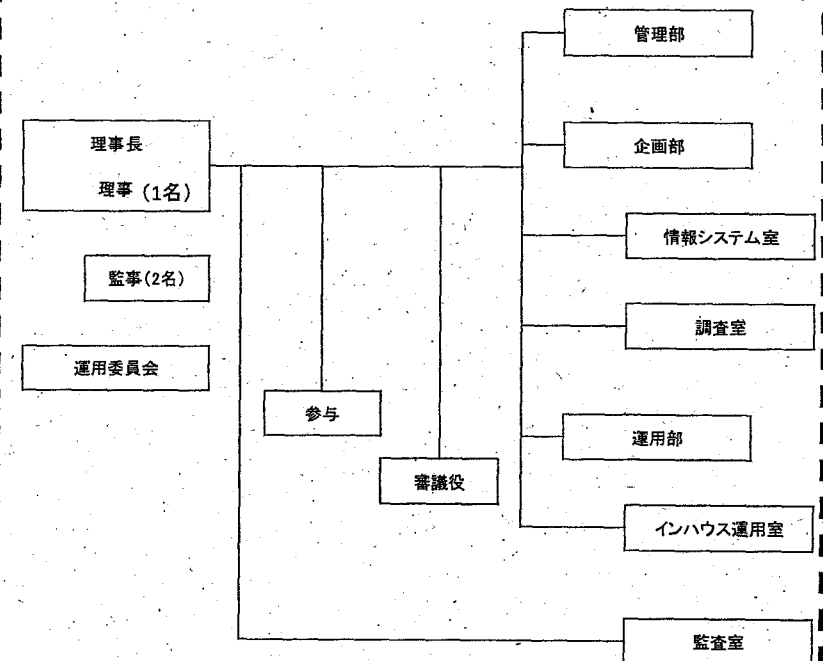 理事長
理事 (1名)
監事(2名)
運用委員会
参与
審議役
管理部
企画部
情報システム室
調査室
運用部
インハウス運用室
監査室